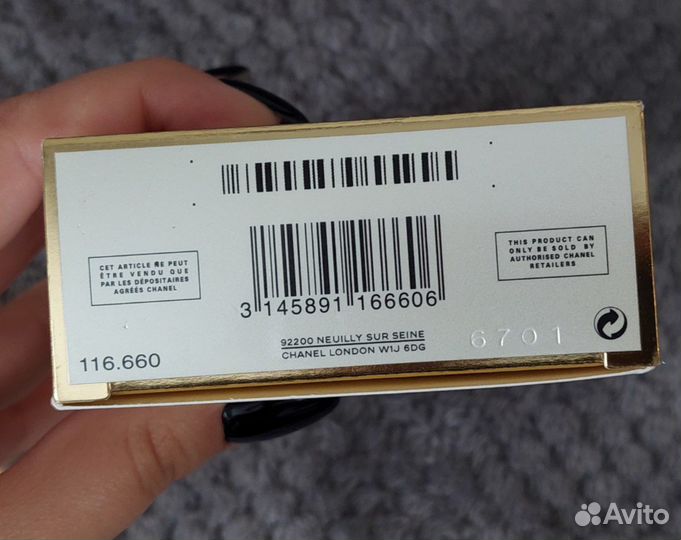 CET ARTICLE NE PEUT
ÊTRE VENDU QUE
PAR LES DÉPOSITAIRES
AGRÉÉS CHANEL
3 145891 166606
THIS PRODUCT CAN
ONLY BE SOLD BY
AUTHORISED CHANEL
RETAILERS
92200 NEUILLY SUR SEINE
CHANEL LONDON W1J 6DG
6701
116.660
Avito